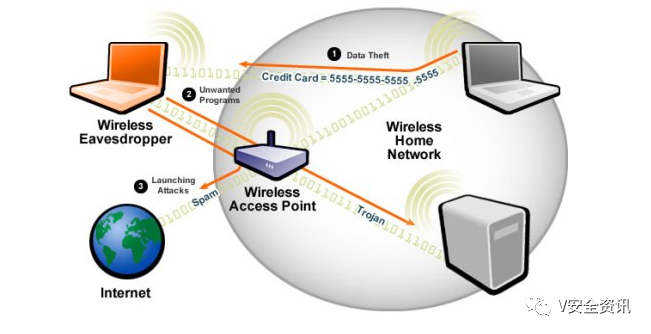 1 Data Theft
1011101010
Credit Card = 5555-5555-5555 -5555
2 Unwanted
Programs
Wireless
Eavesdropper
Wireless
Home
Network
3 Launching
Attacks
Wireless
Access Point
Spam
Trojan
Internet
V安全资讯